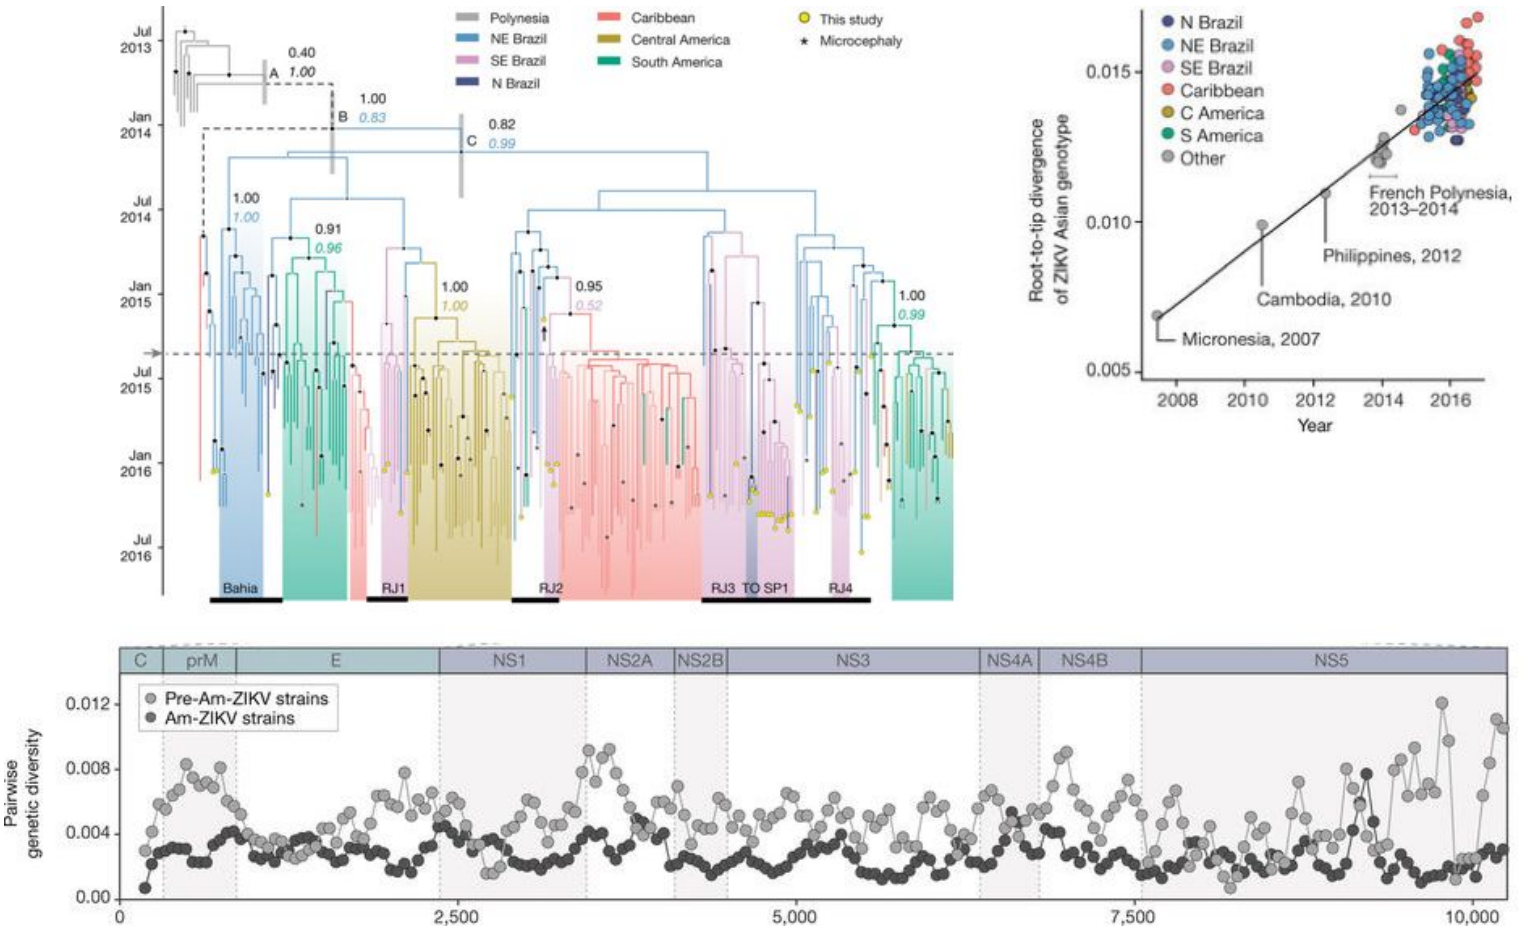 Polynesia
NE Brazil
SE Brazil
N Brazil
Caribbean
Central America
South America
This study
Microcephaly
Jul
2013
Jan
2014
Jul
2014
Jan
2015
Jul
2015
Jan
2016
Jul
2016
A
0.40
1.00
B
1.00
0.83
C
0.82
0.99
1.00
1.00
0.91
0.96
1.00
1.00
0.95
0.52
1.00
0.99
Bahia
RJ1
RJ2
RJ3 TO SP1
RJ4
N Brazil
NE Brazil
SE Brazil
Caribbean
C America
S America
Other
Root-to-tip divergence
of ZIKV Asian genotype
0.015
0.010
0.005
French Polynesia,
2013–2014
Philippines, 2012
Cambodia, 2010
Micronesia, 2007
2008 2010 2012 2014 2016
Year
C prM E NS1 NS2A NS2B NS3 NS4A NS4B NS5
Pre-Am-ZIKV strains
Am-ZIKV strains
Pairwise
genetic diversity
0.012
0.008
0.004
0.00
0 2,500 5,000 7,500 10,000